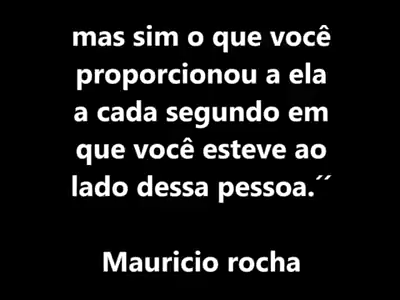 mas sim o que você
proporcionou a ela
a cada segundo em
que você esteve ao
lado dessa pessoa.´´
Mauricio rocha